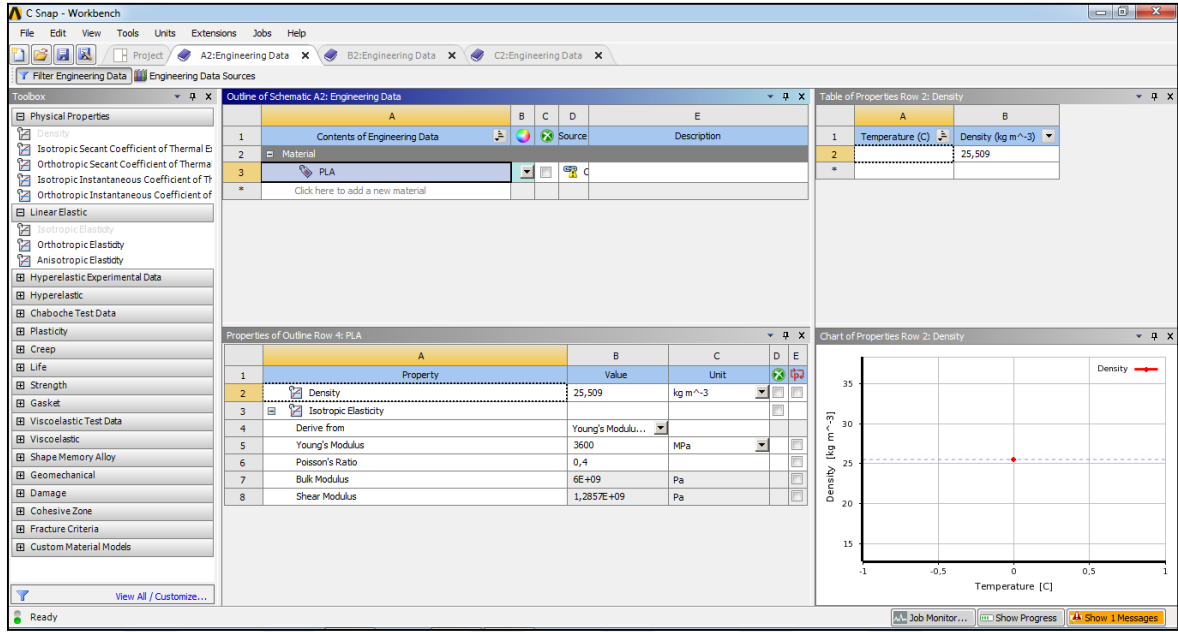 C Snap - Workbench
File Edit View Tools Units Extensions Jobs Help
Project A2:Engineering Data X B2:Engineering Data X C2:Engineering Data X
Filter Engineering Data Engineering Data Sources
Toolbox
Physical Properties
Density
Isotropic Secant Coefficient of Thermal E
Orthotropic Secant Coefficient of Therma
Isotropic Instantaneous Coefficient of Th
Orthotropic Instantaneous Coefficient of
Linear Elastic
Isotropic Elasticity
Orthotropic Elasticity
Anisotropic Elasticity
Hyperelastic Experimental Data
Hyperelastic
Chaboche Test Data
Plasticity
Creep
Life
Strength
Gasket
Viscoelastic Test Data
Viscoelastic
Shape Memory Alloy
Geomechanical
Damage
Cohesive Zone
Fracture Criteria
Custom Material Models
View All / Customize...
Outline of Schematic A2: Engineering Data
A B C D E
1 Contents of Engineering Data Source Description
2 Material
3 PLA C
* Click here to add a new material
Properties of Outline Row 4: PLA
A B C D E
1 Property Value Unit
2 Density 25,509 kg m^-3
3 Isotropic Elasticity
4 Derive from Young's Modulu...
5 Young's Modulus 3600 MPa
6 Poisson's Ratio 0,4
7 Bulk Modulus 6E+09 Pa
8 Shear Modulus 1,2857E+09 Pa
Table of Properties Row 2: Density
A B
1 Temperature (C) Density (kg m^-3)
2 25,509
*
Chart of Properties Row 2: Density
Density
35
30
25
20
15
Density [kg m^-3]
-1 -0,5 0 0,5 1
Temperature [C]
Ready
Job Monitor... Show Progress Show 1 Messages